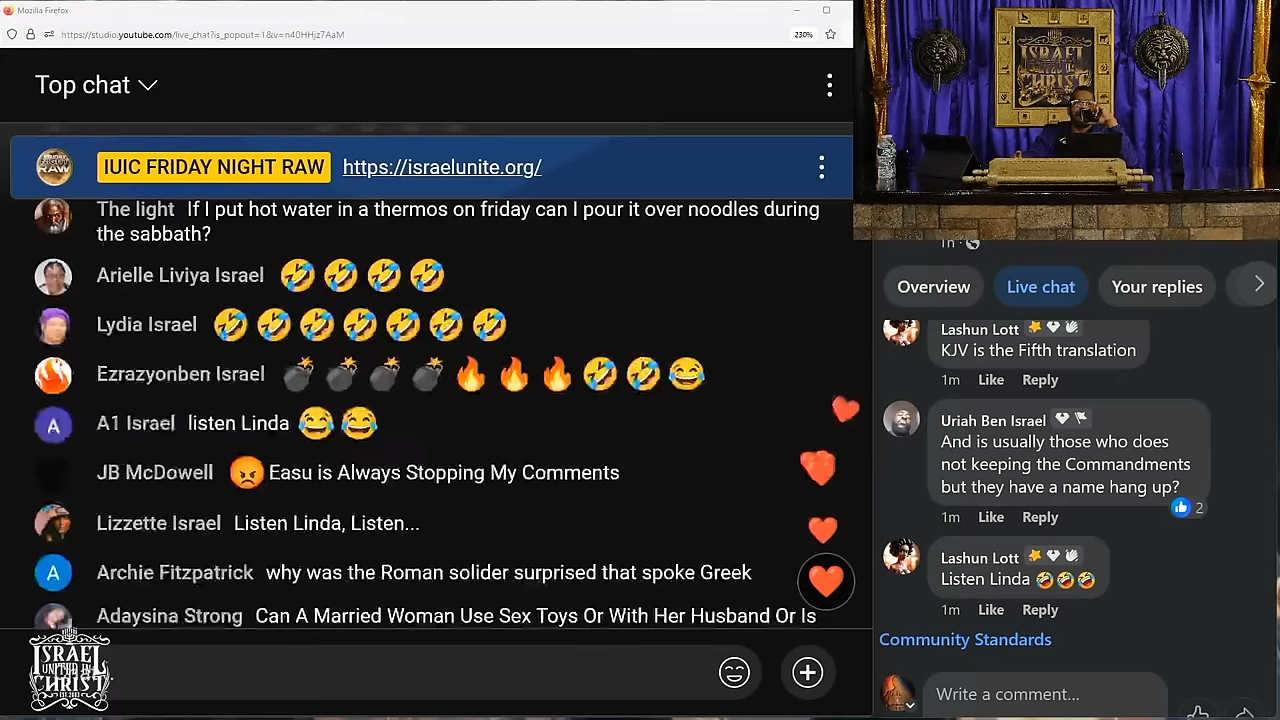 Mozilla Firefox
https://studio.youtube.com/live_chat?is_popout=1&v=n40HHjz7AaM
230%
Top chat
IUIC FRIDAY NIGHT RAW https://israelunite.org/
The light If I put hot water in a thermos on friday can I pour it over noodles during
the sabbath?
Arielle Liviya Israel 🤣 🤣 🤣 🤣
Lydia Israel 🤣 🤣 🤣 🤣 🤣 🤣 🤣
Ezrazyonben Israel 💣 💣 💣 💣 🔥 🔥 🔥 🤣 🤣 😂
A A1 Israel listen Linda 😂 😂
JB McDowell 😡 Easu is Always Stopping My Comments
Lizzette Israel Listen Linda, Listen...
A Archie Fitzpatrick why was the Roman solider surprised that spoke Greek
Adaysina Strong Can A Married Woman Use Sex Toys Or With Her Husband Or Is
ISRAEL
UNITED IN
CHRIST
EST. 2003
ISRAEL
UNITED IN
CHRIST
1h
Overview
Live chat
Your replies
Lashun Lott
KJV is the Fifth translation
1m Like Reply
Uriah Ben Israel
And is usually those who does
not keeping the Commandments
but they have a name hang up?
2
1m Like Reply
Lashun Lott
Listen Linda 🤣🤣🤣
1m Like Reply
Community Standards
Write a comment...